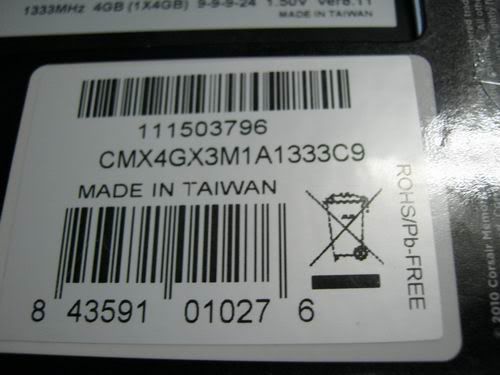 1333MHz 4GB (1X4GB) 9-9-9-24 1.50V ver8.11
MADE IN TAIWAN
111503796
CMX4GX3M1A1333C9
MADE IN TAIWAN
ROHS/Pb-FREE
8 43591 01027 6
© 2010 Corsair Memory